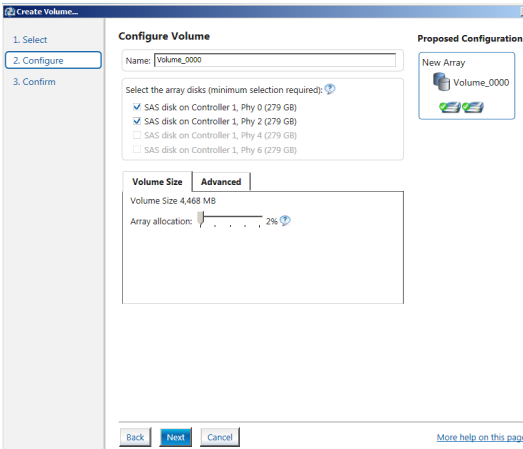 Create Volume...
1. Select
2. Configure
3. Confirm
Configure Volume
Name: Volume_0000
Select the array disks (minimum selection required):
SAS disk on Controller 1, Phy 0 (279 GB)
SAS disk on Controller 1, Phy 2 (279 GB)
SAS disk on Controller 1, Phy 4 (279 GB)
SAS disk on Controller 1, Phy 6 (279 GB)
Volume Size
Advanced
Volume Size 4,468 MB
Array allocation: 2%
Proposed Configuration
New Array
Volume_0000
Back
Next
Cancel
More help on this page